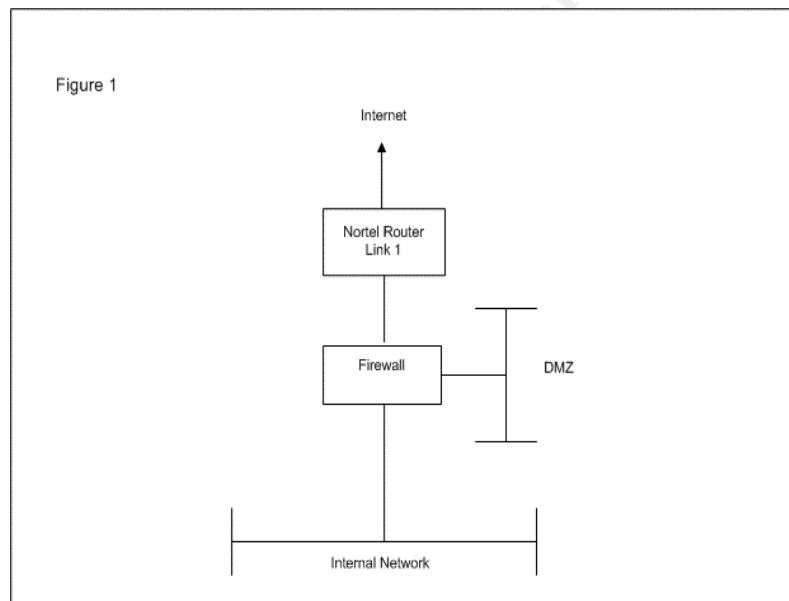 Figure 1
Internet
Nortel Router
Link 1
Firewall
DMZ
Internal Network